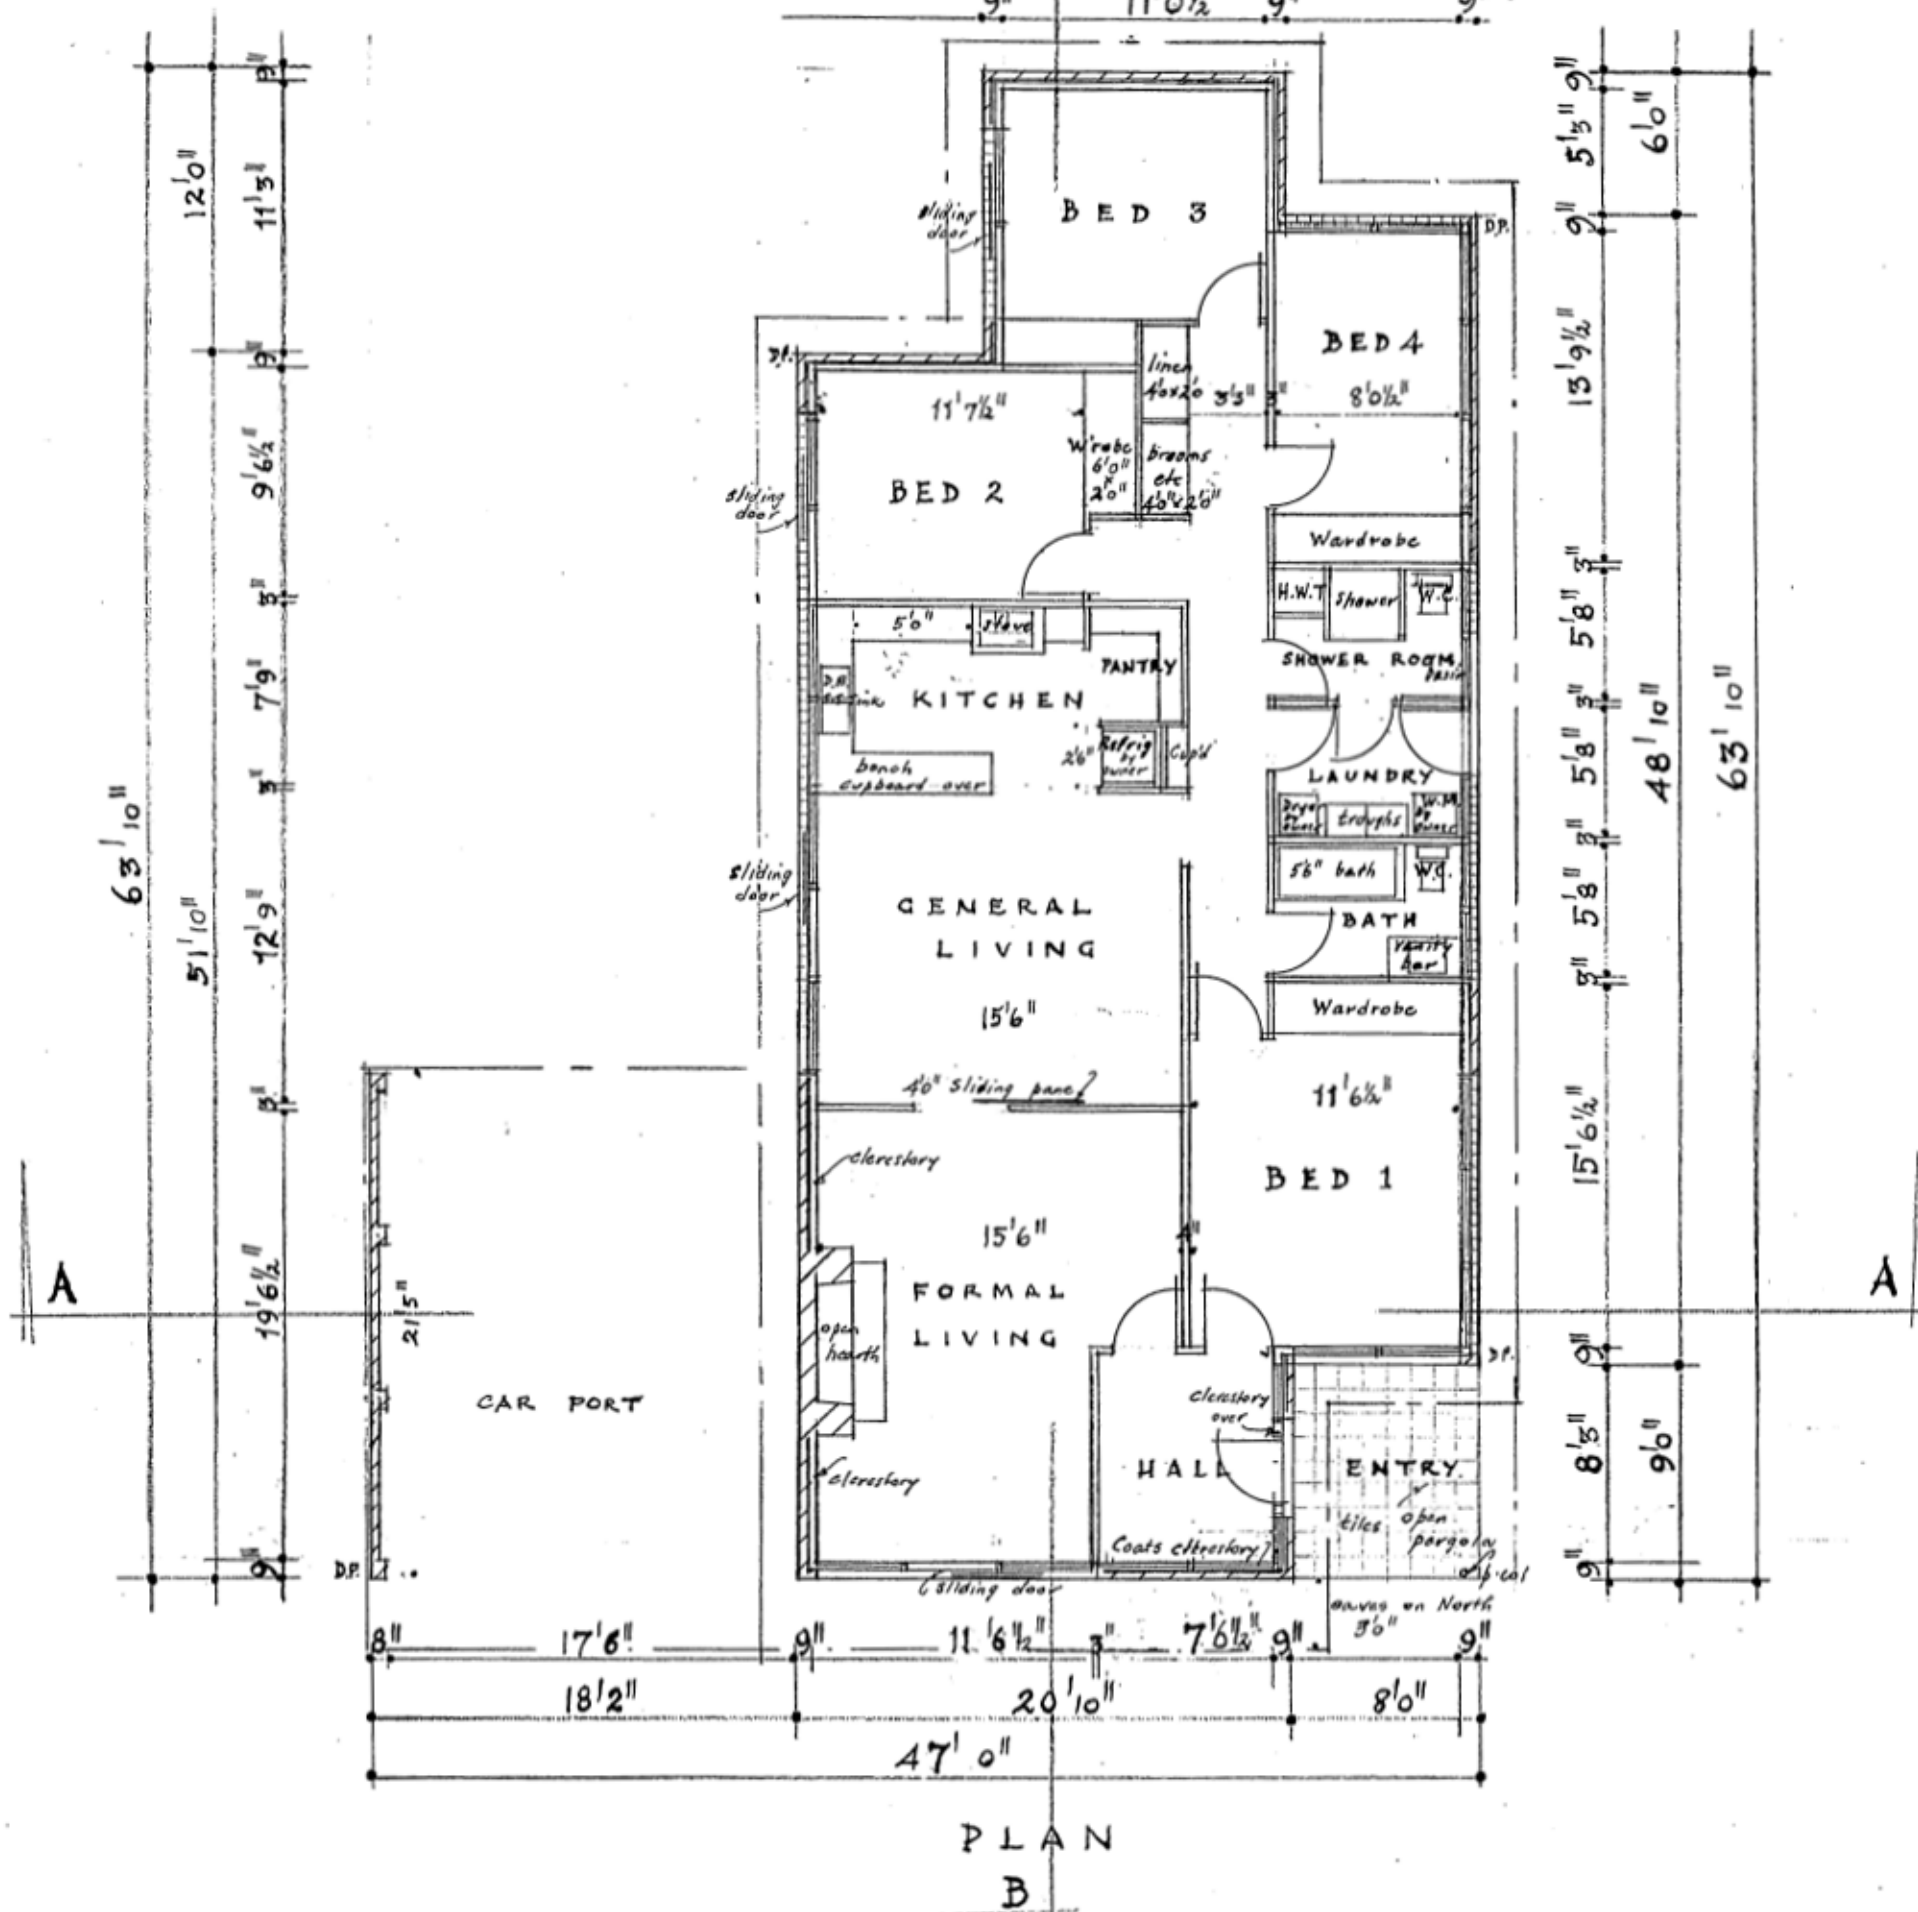 9"
11'0½"
9"
9"
9"
12'0"
11'3"
9"
9'6½"
3"
7'9"
3"
63'10"
51'10"
12'9"
3"
19'6½"
9"
9"
5'3"
6'0"
9"
13'9½"
3"
5'8"
3"
5'8"
3"
5'8"
3"
48'10"
63'10"
15'6½"
9"
8'3"
9'0"
9"
BED 3
sliding
door
D.P.
BED 4
8'0½"
3'3"
3"
D.P.
linen
4'0x2'0
11'7½"
BED 2
W'robe
6'0"
x
2'0"
brooms
etc
4'0"x2'0"
sliding
door
Wardrobe
H.W.T
Shower
W.C.
SHOWER ROOM
basin
5'0"
stove
PANTRY
KITCHEN
sink
2'6"
Refrig
by
owner
Cup'd
bench
cupboard over
LAUNDRY
Dryer
by
owner
troughs
W.M.
by
owner
sliding
door
GENERAL
LIVING
15'6"
5'6" bath
W.C.
BATH
vanity
bar
Wardrobe
4'0" sliding panel
11'6½"
BED 1
clerestory
15'6"
4"
FORMAL
LIVING
open
hearth
A
A
21'5"
CAR PORT
D.P.
D.P.
clerestory
over
HALL
ENTRY
clerestory
tiles
open
pergola
Coats clerestory
sliding door
eaves on North
3'0"
8"
17'6"
9"
11'6½"
3"
7'6½"
9"
9"
18'2"
20'10"
8'0"
47'0"
PLAN
B